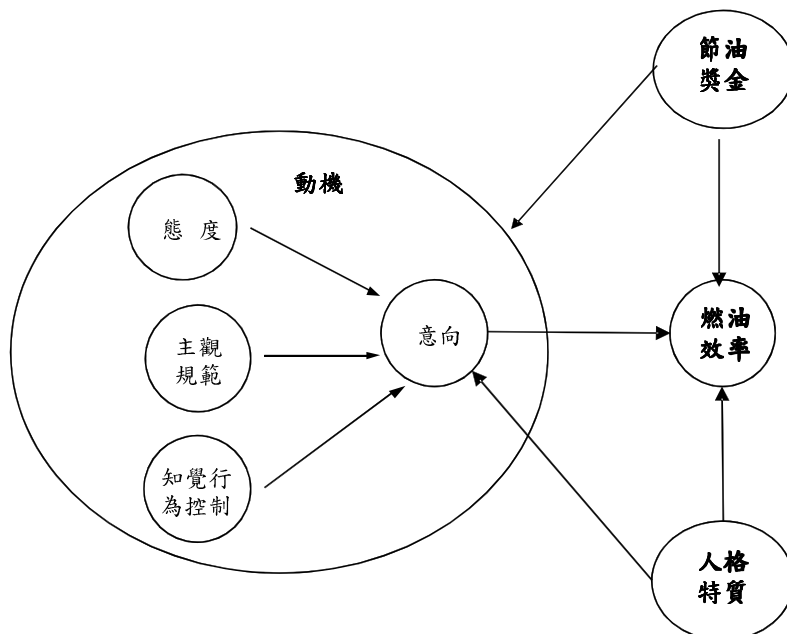 節油
獎金
動機
態 度
主觀
規範
意向
燃油
效率
知覺行
為控制
人格
特質